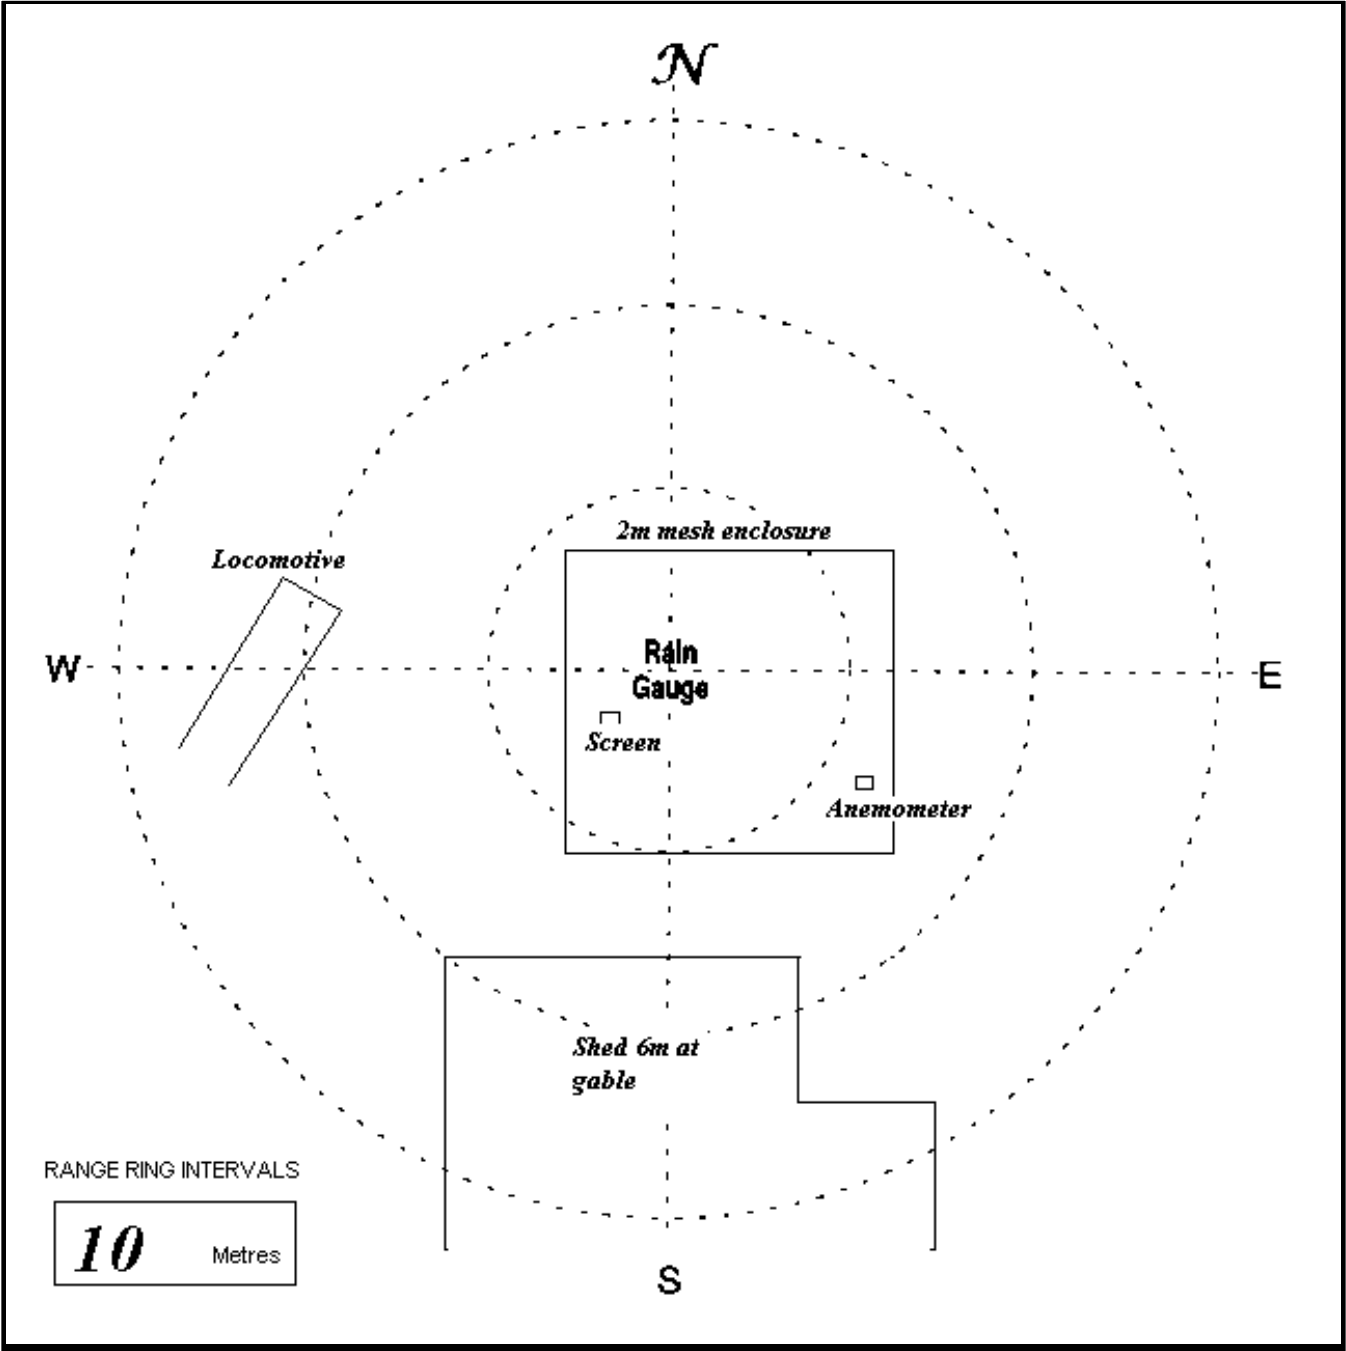 N
2m mesh enclosure
Locomotive
Rain
Gauge
W
E
Screen
Anemometer
Shed 6m at
gable
RANGE RING INTERVALS
10 Metres
S